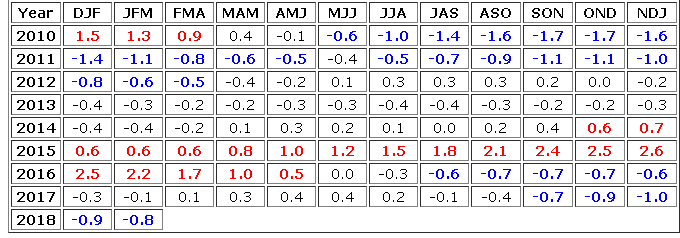 Year DJF JFM FMA MAM AMJ MJJ JJA JAS ASO SON OND NDJ
2010 1.5 1.3 0.9 0.4 -0.1 -0.6 -1.0 -1.4 -1.6 -1.7 -1.7 -1.6
2011 -1.4 -1.1 -0.8 -0.6 -0.5 -0.4 -0.5 -0.7 -0.9 -1.1 -1.1 -1.0
2012 -0.8 -0.6 -0.5 -0.4 -0.2 0.1 0.3 0.3 0.3 0.2 0.0 -0.2
2013 -0.4 -0.3 -0.2 -0.2 -0.3 -0.3 -0.4 -0.4 -0.3 -0.2 -0.2 -0.3
2014 -0.4 -0.4 -0.2 0.1 0.3 0.2 0.1 0.0 0.2 0.4 0.6 0.7
2015 0.6 0.6 0.6 0.8 1.0 1.2 1.5 1.8 2.1 2.4 2.5 2.6
2016 2.5 2.2 1.7 1.0 0.5 0.0 -0.3 -0.6 -0.7 -0.7 -0.7 -0.6
2017 -0.3 -0.1 0.1 0.3 0.4 0.4 0.2 -0.1 -0.4 -0.7 -0.9 -1.0
2018 -0.9 -0.8